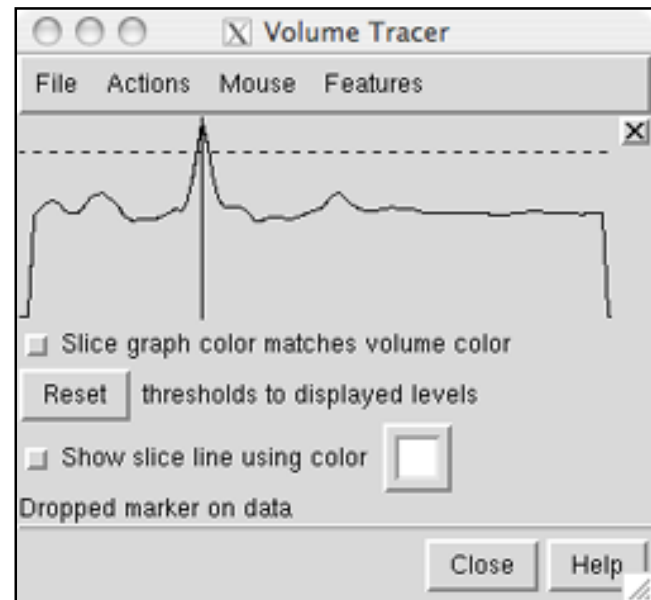 Volume Tracer
File Actions Mouse Features
Slice graph color matches volume color
Reset thresholds to displayed levels
Show slice line using color
Dropped marker on data
Close Help